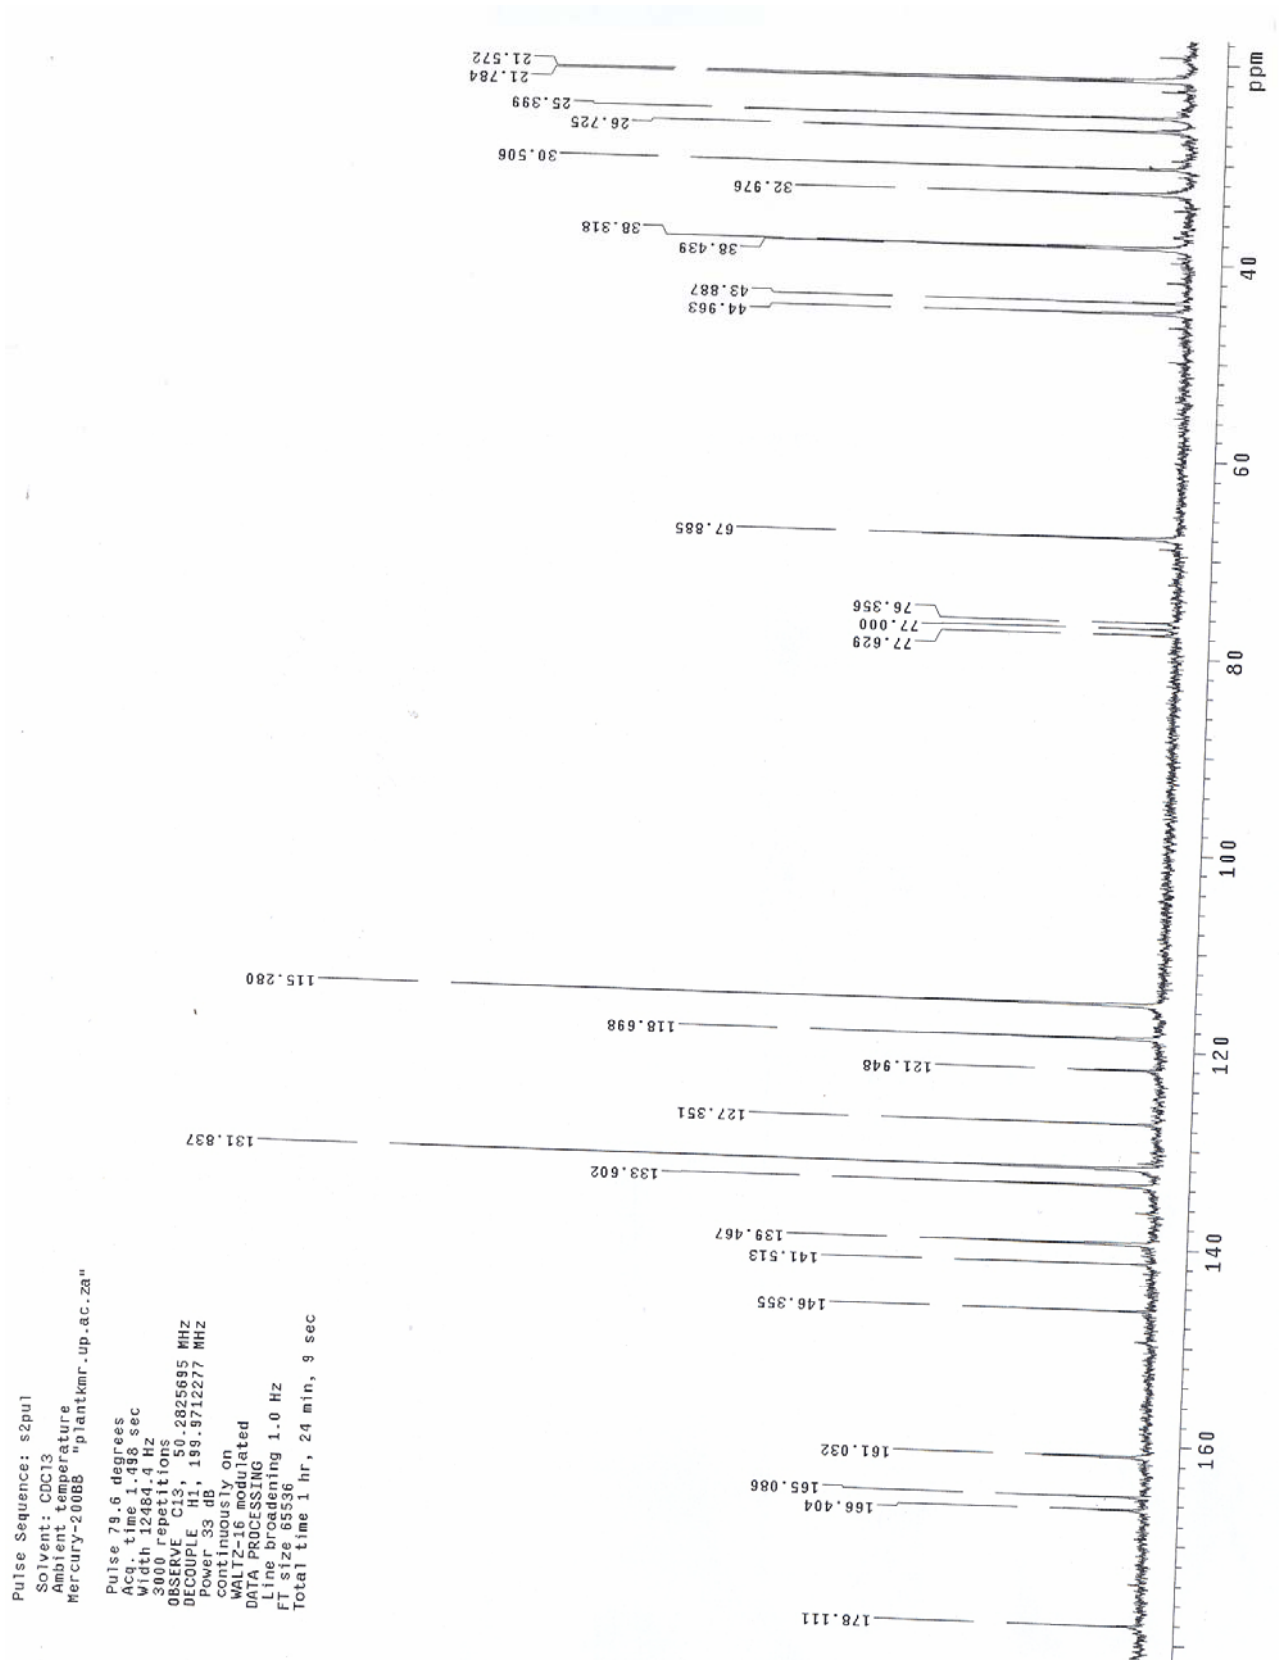 Pulse Sequence: s2pul
Solvent: CDCl3
Ambient temperature
Mercury-200BB "plantkmr.up.ac.za"
Pulse 79.6 degrees
Acq. time 1.498 sec
Width 12484.4 Hz
3000 repetitions
OBSERVE C13, 50.2825695 MHz
DECOUPLE H1, 199.9712277 MHz
Power 33 dB
continuously on
WALTZ-16 modulated
DATA PROCESSING
Line broadening 1.0 Hz
FT size 65536
Total time 1 hr, 24 min, 9 sec
178.111
166.404
165.086
161.032
146.355
141.513
139.467
133.602
131.837
127.351
121.948
118.698
115.280
77.629
77.000
76.356
67.885
44.963
43.887
38.439
38.318
32.976
30.506
26.725
25.399
21.784
21.572
160
140
120
100
80
60
40
ppm